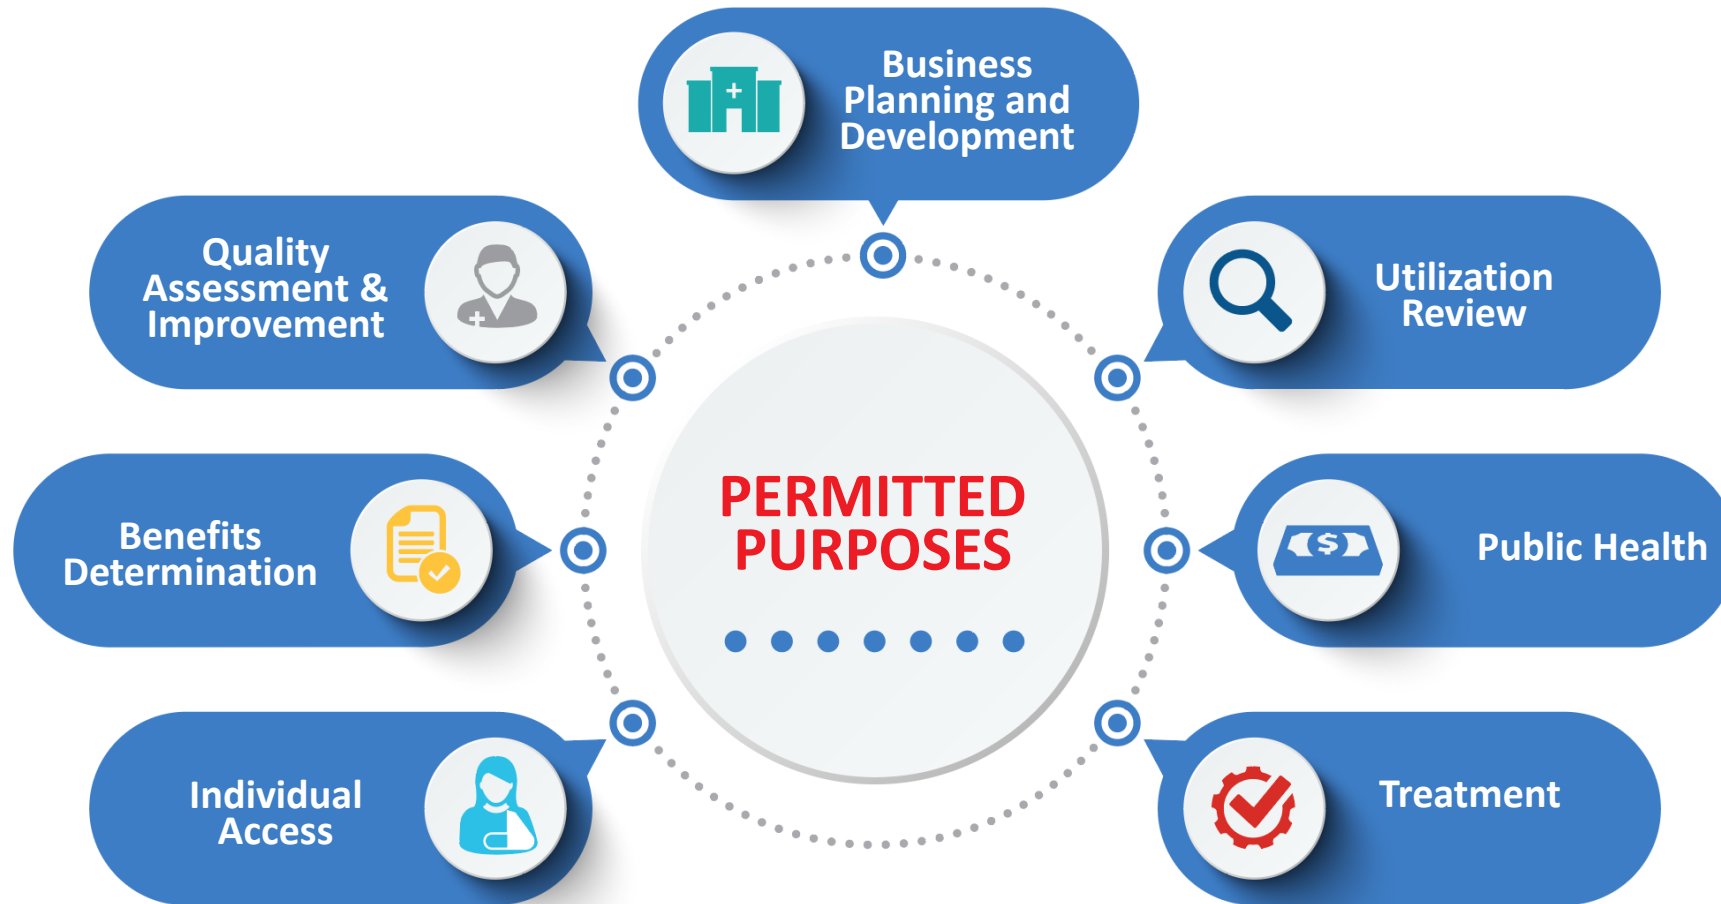 Business
Planning and
Development
Quality
Assessment &
Improvement
Utilization
Review
PERMITTED
PURPOSES
Benefits
Determination
$
Public Health
Individual
Access
Treatment